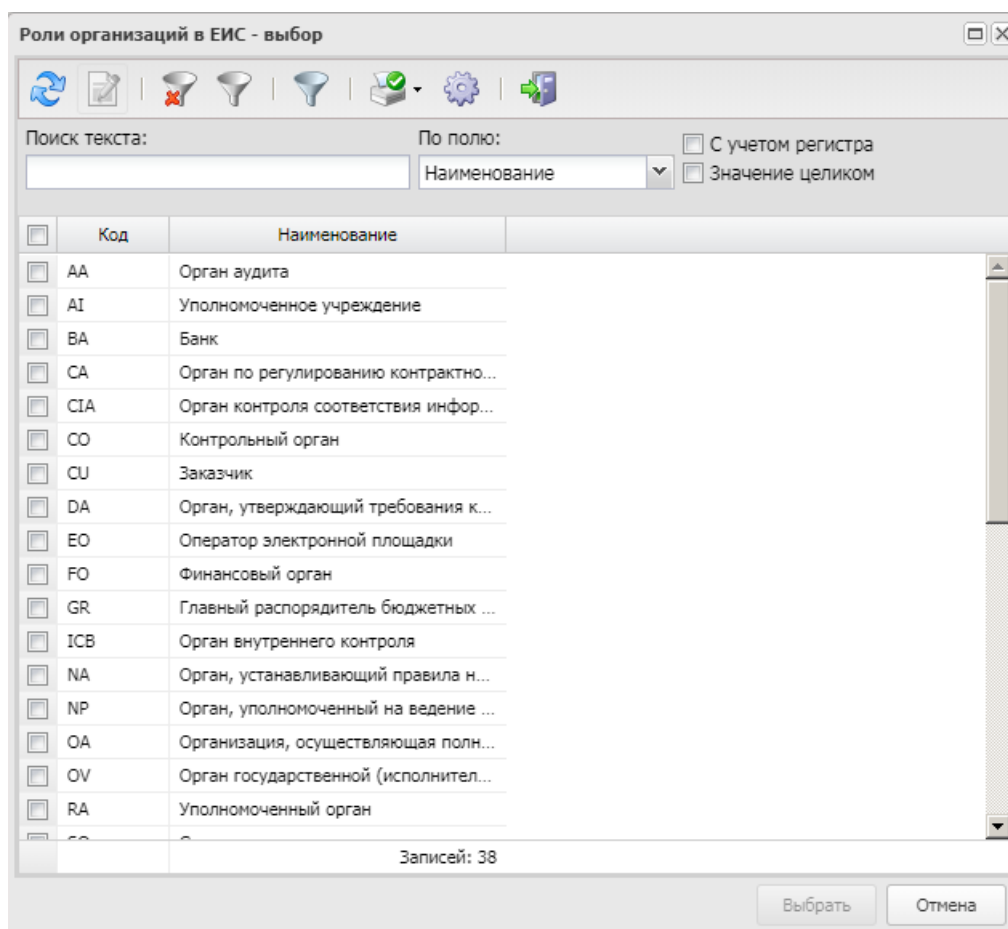 Роли организаций в ЕИС - выбор
Поиск текста: По полю:
С учетом регистра
Наименование
Значение целиком
Код Наименование
AA Орган аудита
AI Уполномоченное учреждение
BA Банк
CA Орган по регулированию контрактно...
CIA Орган контроля соответствия инфор...
CO Контрольный орган
CU Заказчик
DA Орган, утверждающий требования к...
EO Оператор электронной площадки
FO Финансовый орган
GR Главный распорядитель бюджетных ...
ICB Орган внутреннего контроля
NA Орган, устанавливающий правила н...
NP Орган, уполномоченный на ведение ...
OA Организация, осуществляющая полн...
OV Орган государственной (исполнител...
RA Уполномоченный орган
Записей: 38
Выбрать Отмена